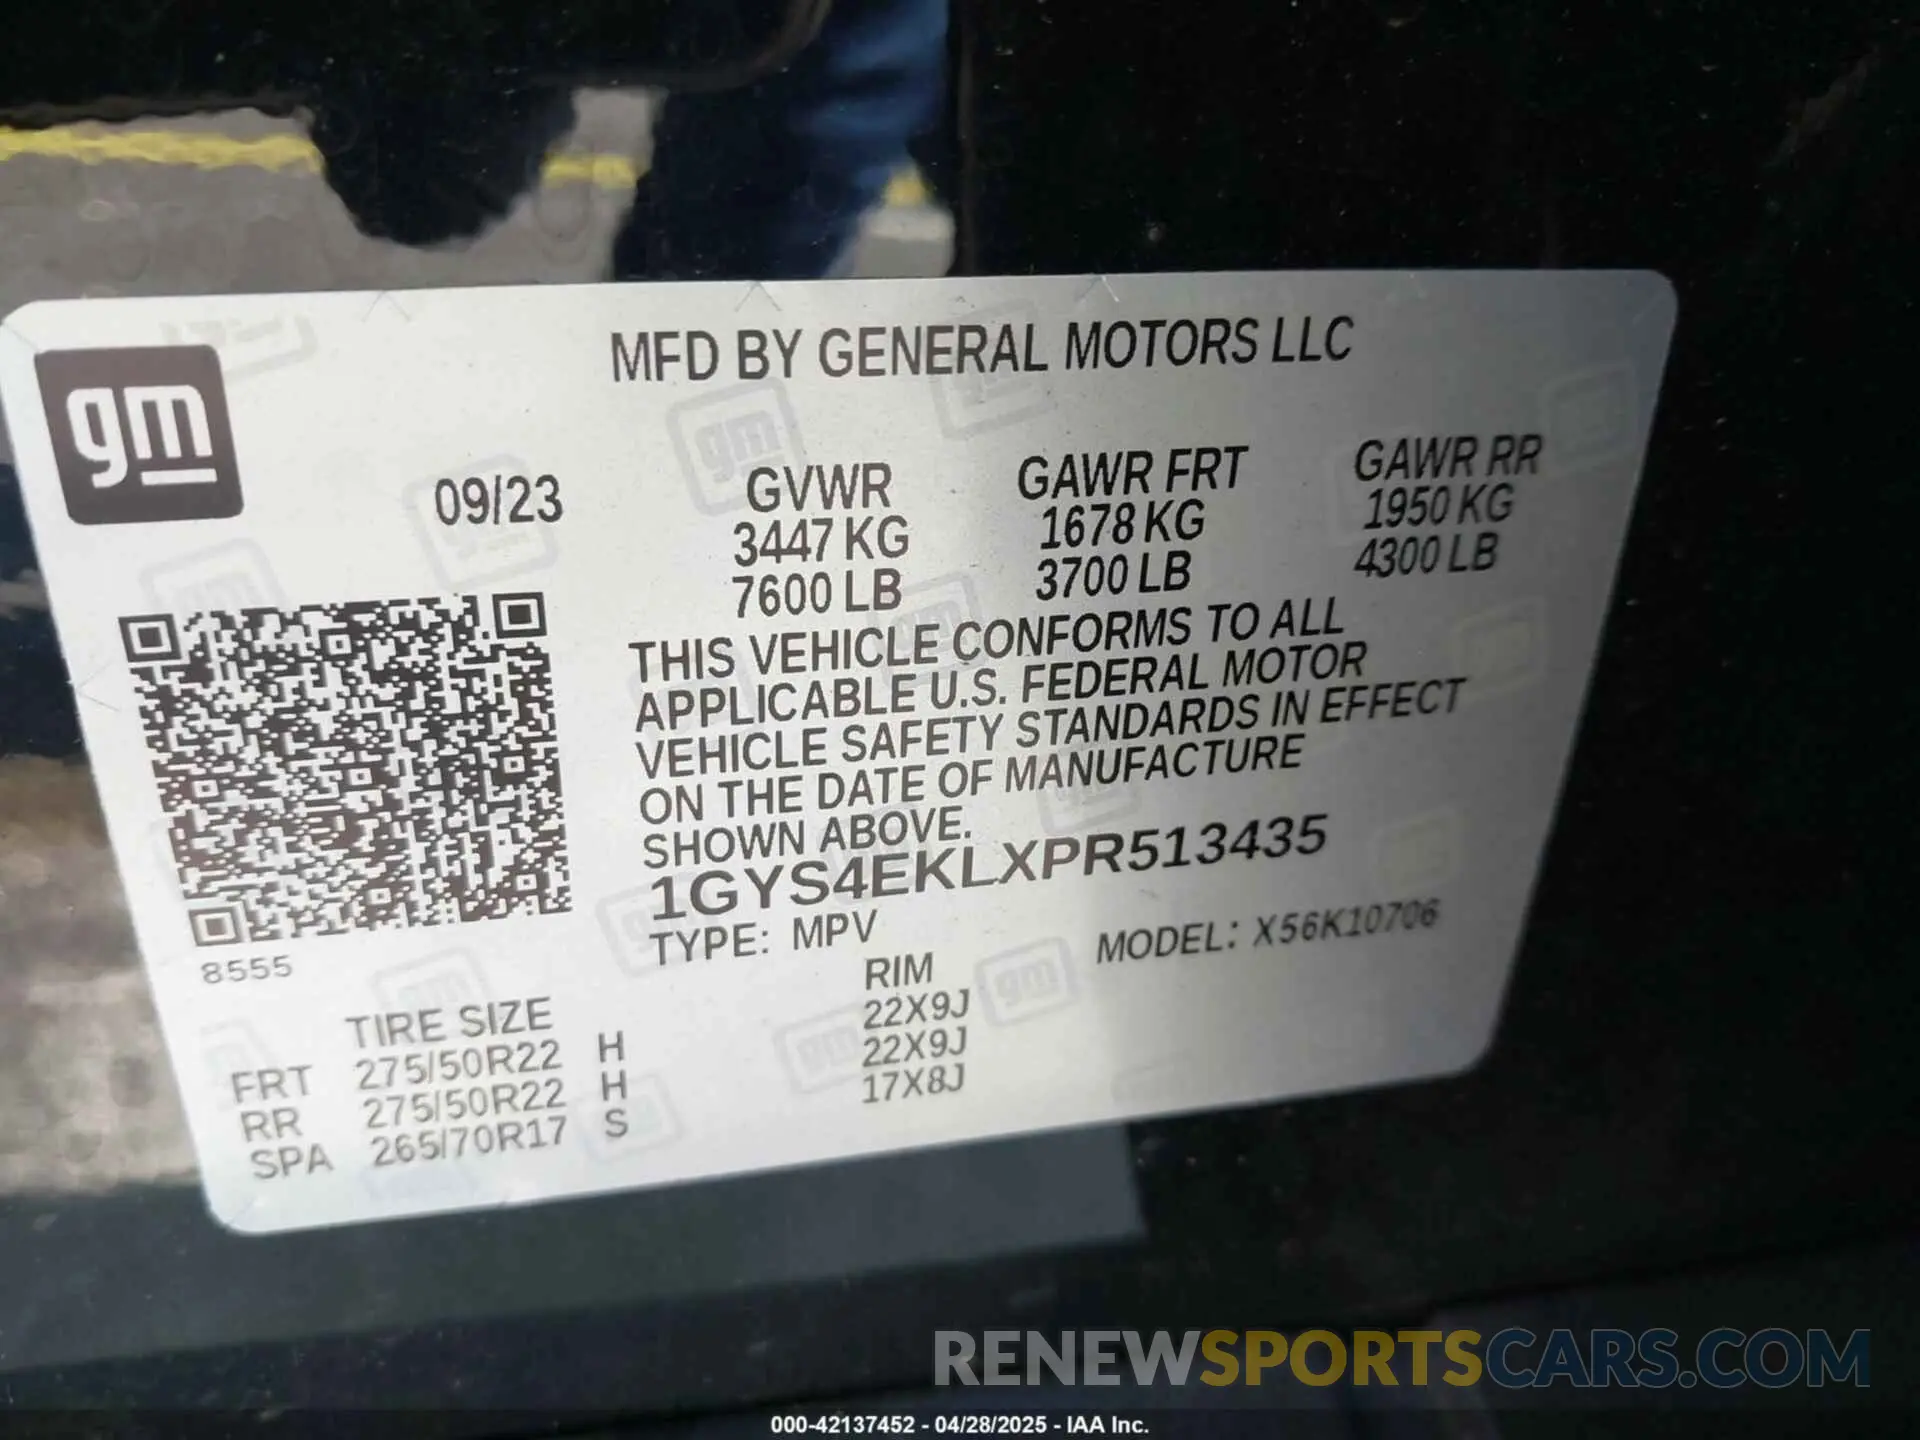 MFD BY GENERAL MOTORS LLC
gm
09/23
GVWR
3447 KG
7600 LB
GAWR FRT
1678 KG
3700 LB
GAWR RR
1950 KG
4300 LB
THIS VEHICLE CONFORMS TO ALL
APPLICABLE U.S. FEDERAL MOTOR
VEHICLE SAFETY STANDARDS IN EFFECT
ON THE DATE OF MANUFACTURE
SHOWN ABOVE.
1GYS4EKLXPR513435
TYPE: MPV
MODEL: X56K10706
8555
TIRE SIZE RIM
FRT 275/50R22 H 22X9J
RR 275/50R22 H 22X9J
SPA 265/70R17 S 17X8J
RENEWSPORTSCARS.COM
000-42137452 - 04/28/2025 - IAA Inc.